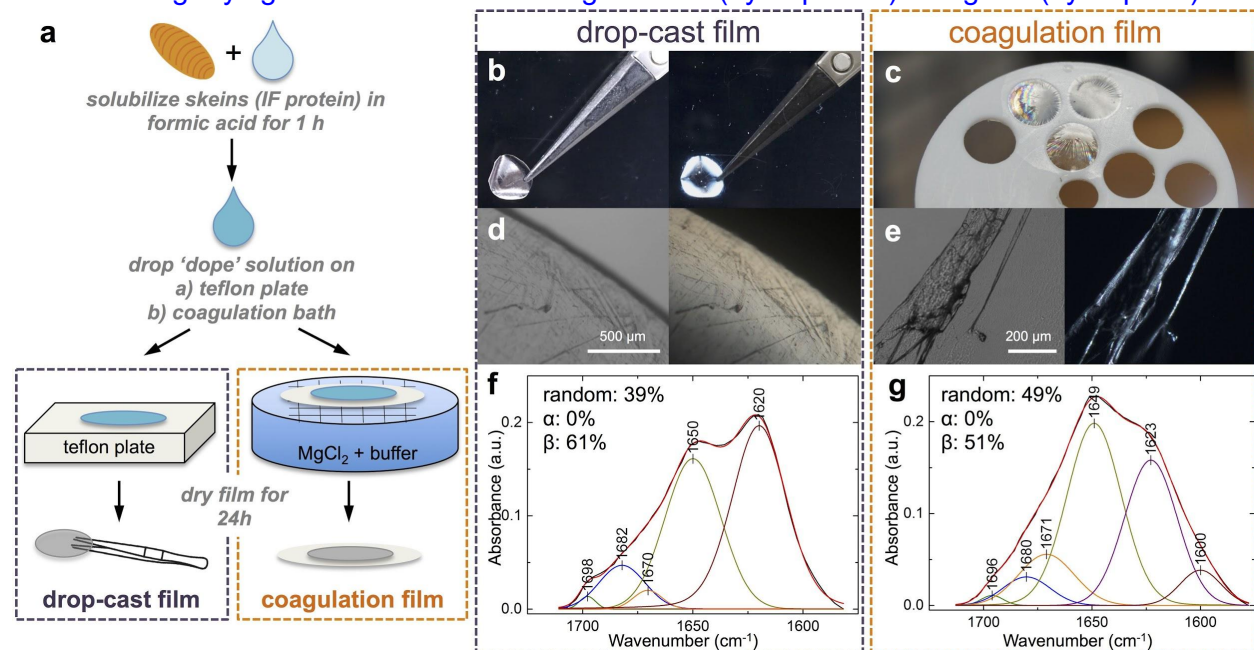 a
+
solubilize skeins (IF protein) in
formic acid for 1 h
drop ‘dope’ solution on
a) teflon plate
b) coagulation bath
teflon plate
MgCl₂ + buffer
dry film for
24h
drop-cast film
coagulation film
drop-cast film
b
d
500 µm
f
random: 39%
α: 0%
β: 61%
1698
1682
1670
1650
1620
0.2
0.1
0.0
Absorbance (a.u.)
1700
1650
1600
Wavenumber (cm⁻¹)
coagulation film
c
e
200 µm
g
random: 49%
α: 0%
β: 51%
1696
1680
1671
1649
1623
1600
0.2
0.1
0.0
Absorbance (a.u.)
1700
1650
1600
Wavenumber (cm⁻¹)